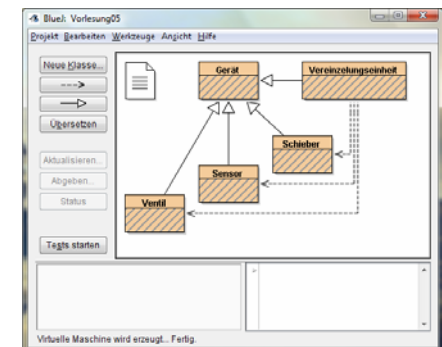 BlueJ: Vorlesung05
Projekt Bearbeiten Werkzeuge Ansicht Hilfe
Neue Klasse...
--->
Übersetzen
Aktualisieren...
Abgeben...
Status
Tests starten
Gerät
Vereinzelungseinheit
Schieber
Sensor
Ventil
Virtuelle Maschine wird erzeugt... Fertig.